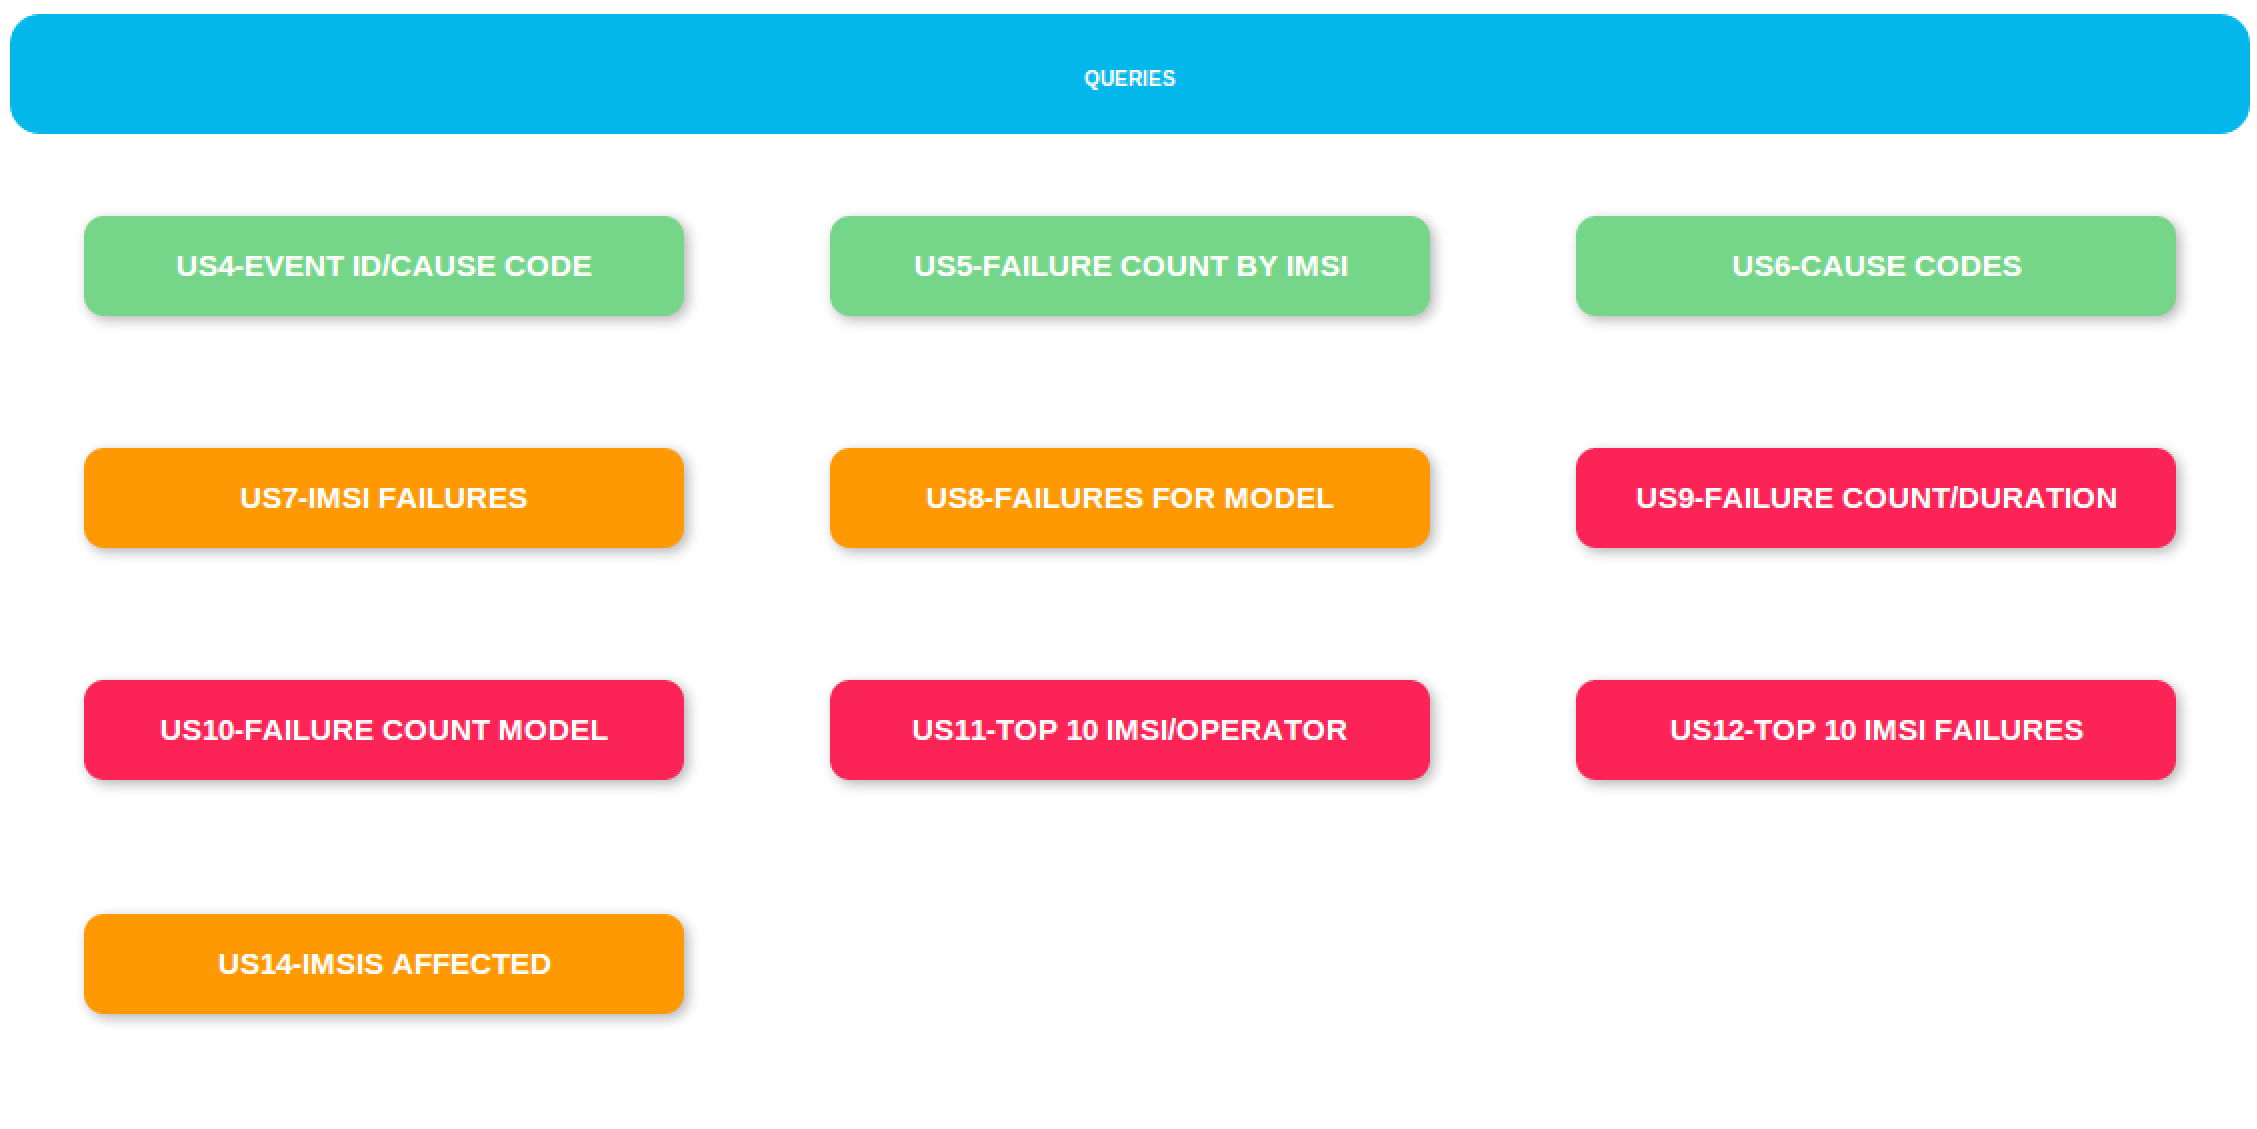 QUERIES
US4-EVENT ID/CAUSE CODE
US5-FAILURE COUNT BY IMSI
US6-CAUSE CODES
US7-IMSI FAILURES
US8-FAILURES FOR MODEL
US9-FAILURE COUNT/DURATION
US10-FAILURE COUNT MODEL
US11-TOP 10 IMSI/OPERATOR
US12-TOP 10 IMSI FAILURES
US14-IMSIS AFFECTED